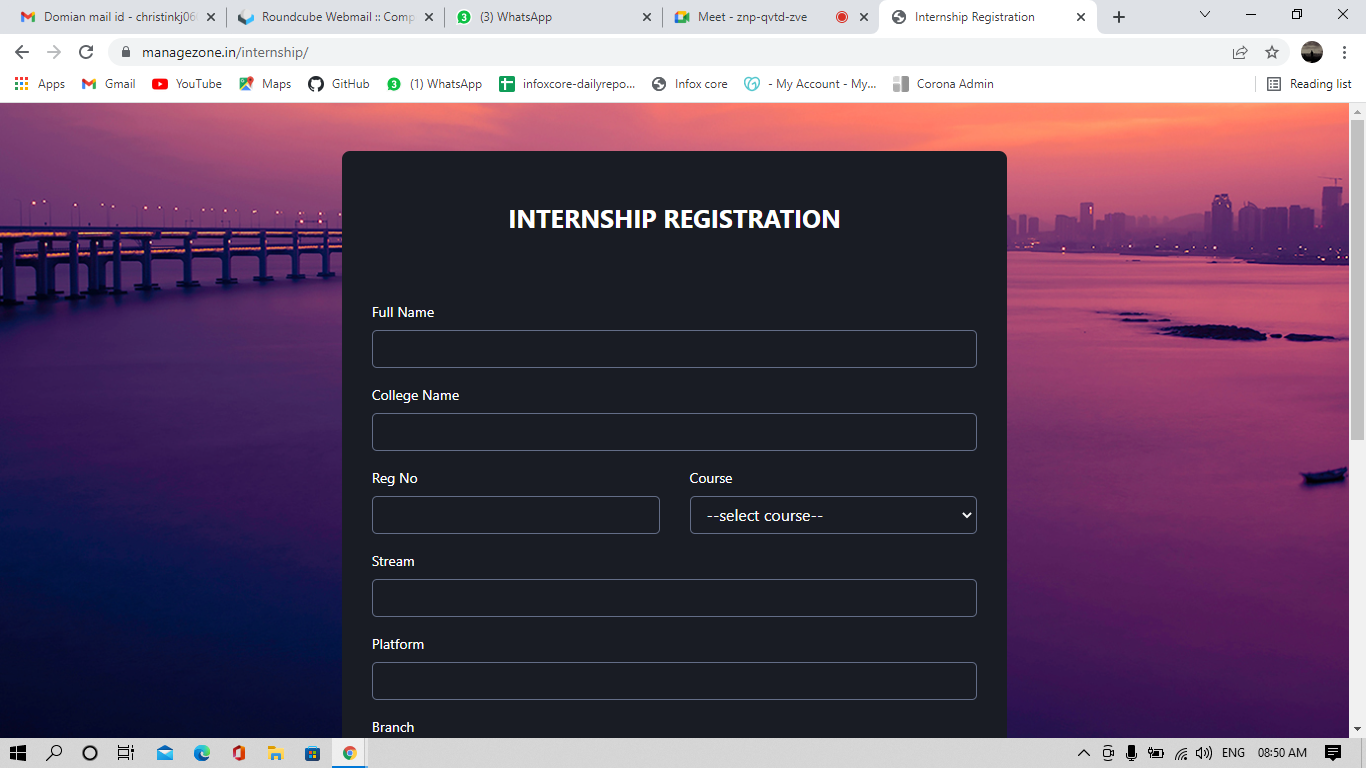 Domian mail id - christinkj06
Roundcube Webmail :: Comp
(3) WhatsApp
Meet - znp-qvtd-zve
Internship Registration
managezone.in/internship/
Apps
Gmail
YouTube
Maps
GitHub
3
(1) WhatsApp
infoxcore-dailyrepo...
Infox core
- My Account - My...
Corona Admin
Reading list
INTERNSHIP REGISTRATION
Full Name
College Name
Reg No
Course
--select course--
Stream
Platform
Branch
ENG
08:50 AM